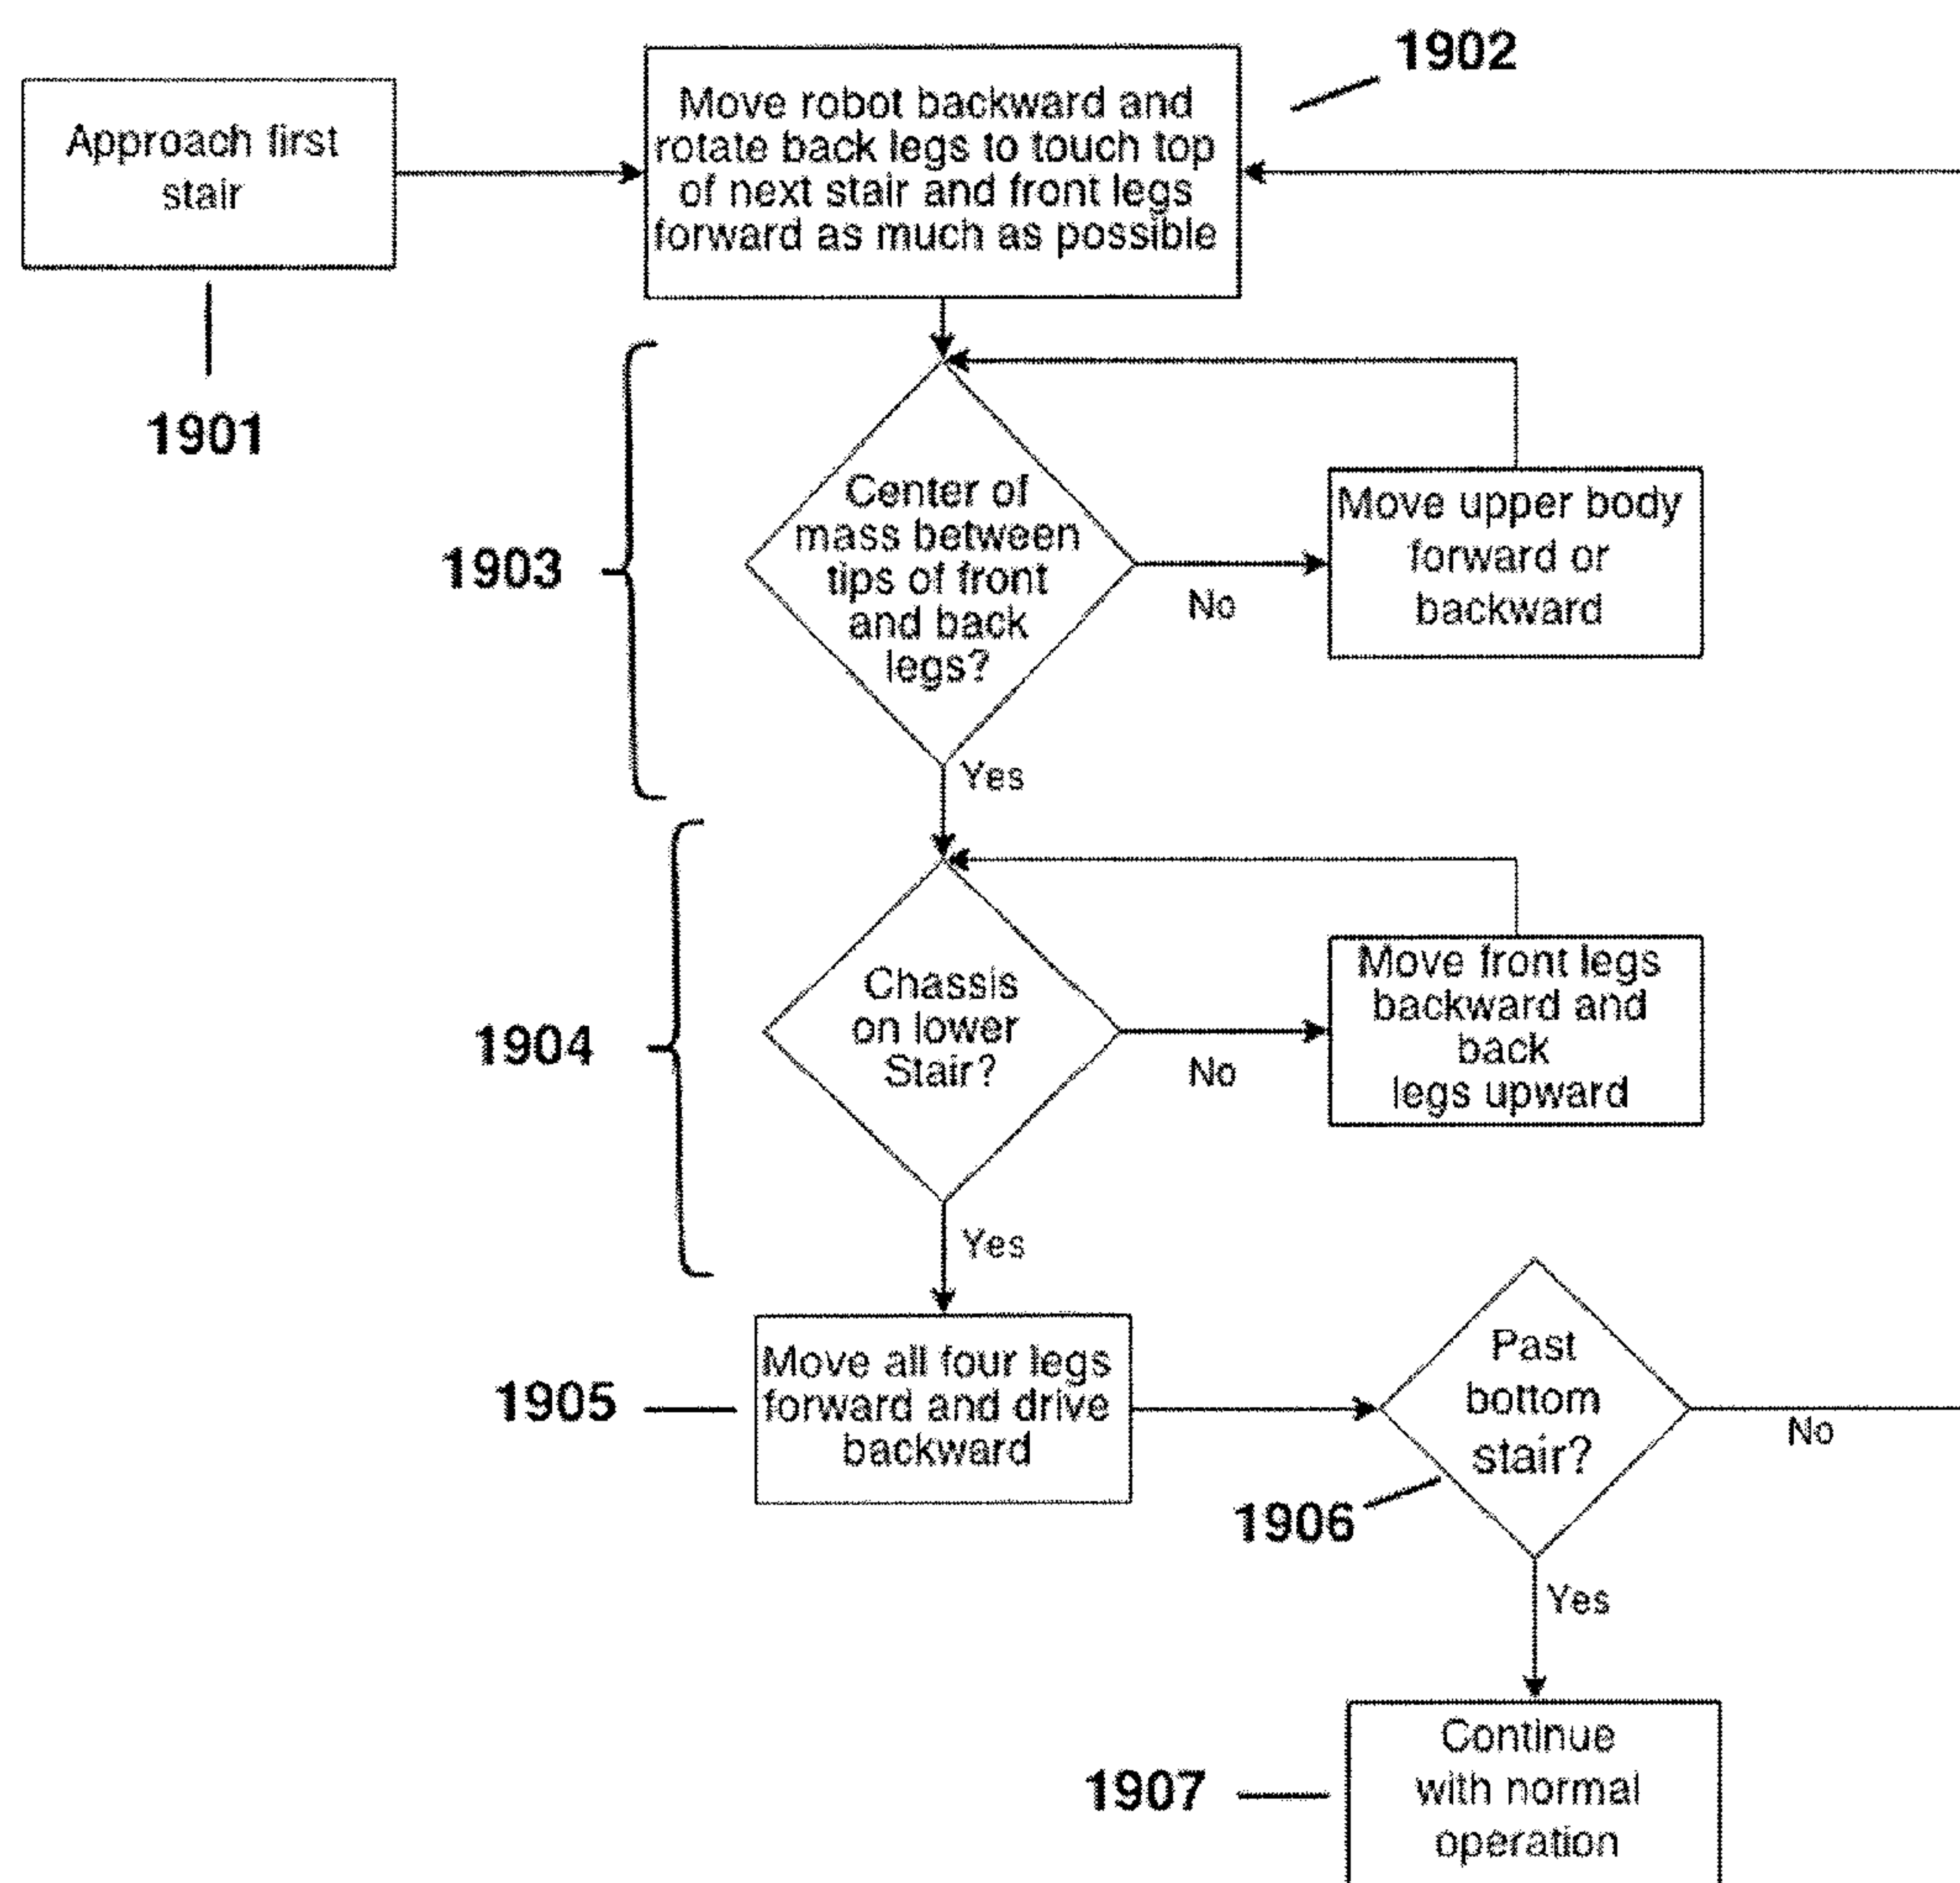 1902
Approach first
stair
Move robot backward and
rotate back legs to touch top
of next stair and front legs
forward as much as possible
1901
1903
Center of
mass between
tips of front
and back
legs?
No
Move upper body
forward or
backward
Yes
1904
Chassis
on lower
Stair?
No
Move front legs
backward and
back
legs upward
Yes
1905
Move all four legs
forward and drive
backward
Past
bottom
stair?
No
1906
Yes
1907
Continue
with normal
operation